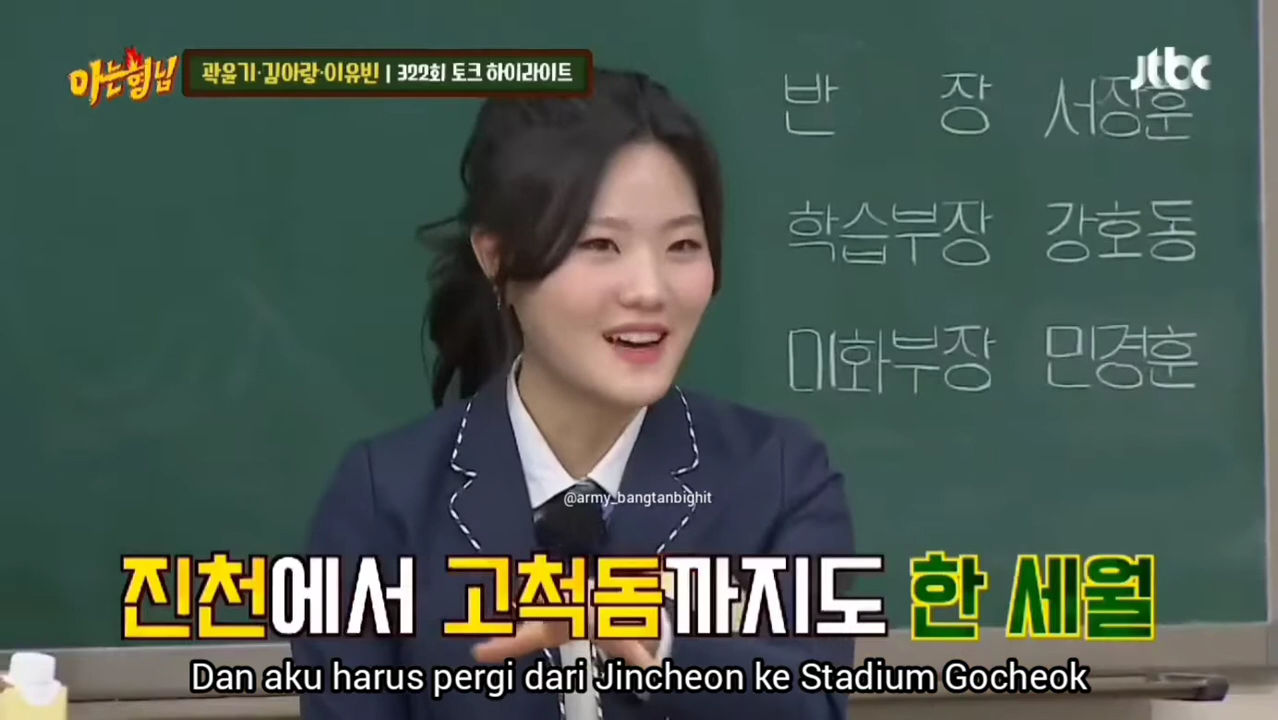 아는형님
곽윤기·김아랑·이유빈 | 322회 토크 하이라이트
jtbc
반 장 서장훈
학습부장 강호동
미화부장 민경훈
@army_bangtanbighit
진천에서 고척돔까지도 한 세월
Dan aku harus pergi dari Jincheon ke Stadium Gocheok